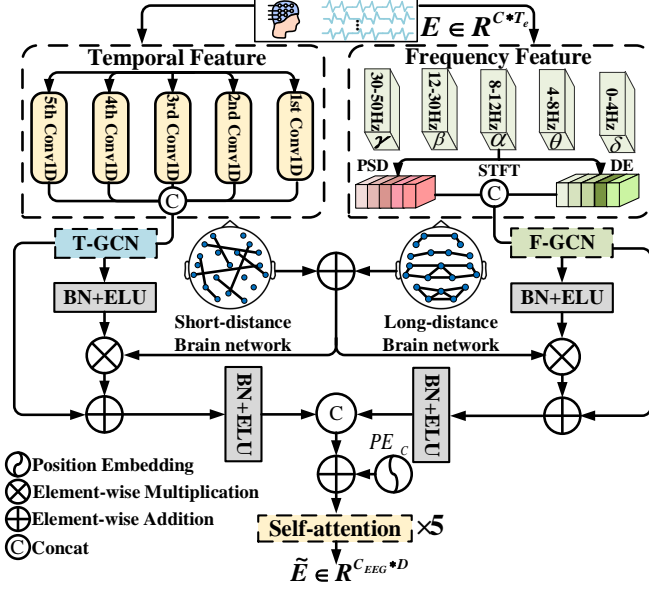 E ∈ R^{C*T_e}
Temporal Feature
Frequency Feature
5th Conv1D
4th Conv1D
3rd Conv1D
2nd Conv1D
1st Conv1D
30-50Hz
γ
12-30Hz
β
8-12Hz
α
4-8Hz
θ
0-4Hz
δ
PSD
STFT
DE
C
C
T-GCN
F-GCN
BN+ELU
BN+ELU
Short-distance
Brain network
Long-distance
Brain network
BN+ELU
C
BN+ELU
PE_C
Position Embedding
Element-wise Multiplication
Element-wise Addition
C Concat
Self-attention ×5
Ẽ ∈ R^{C_{EEG}*D}